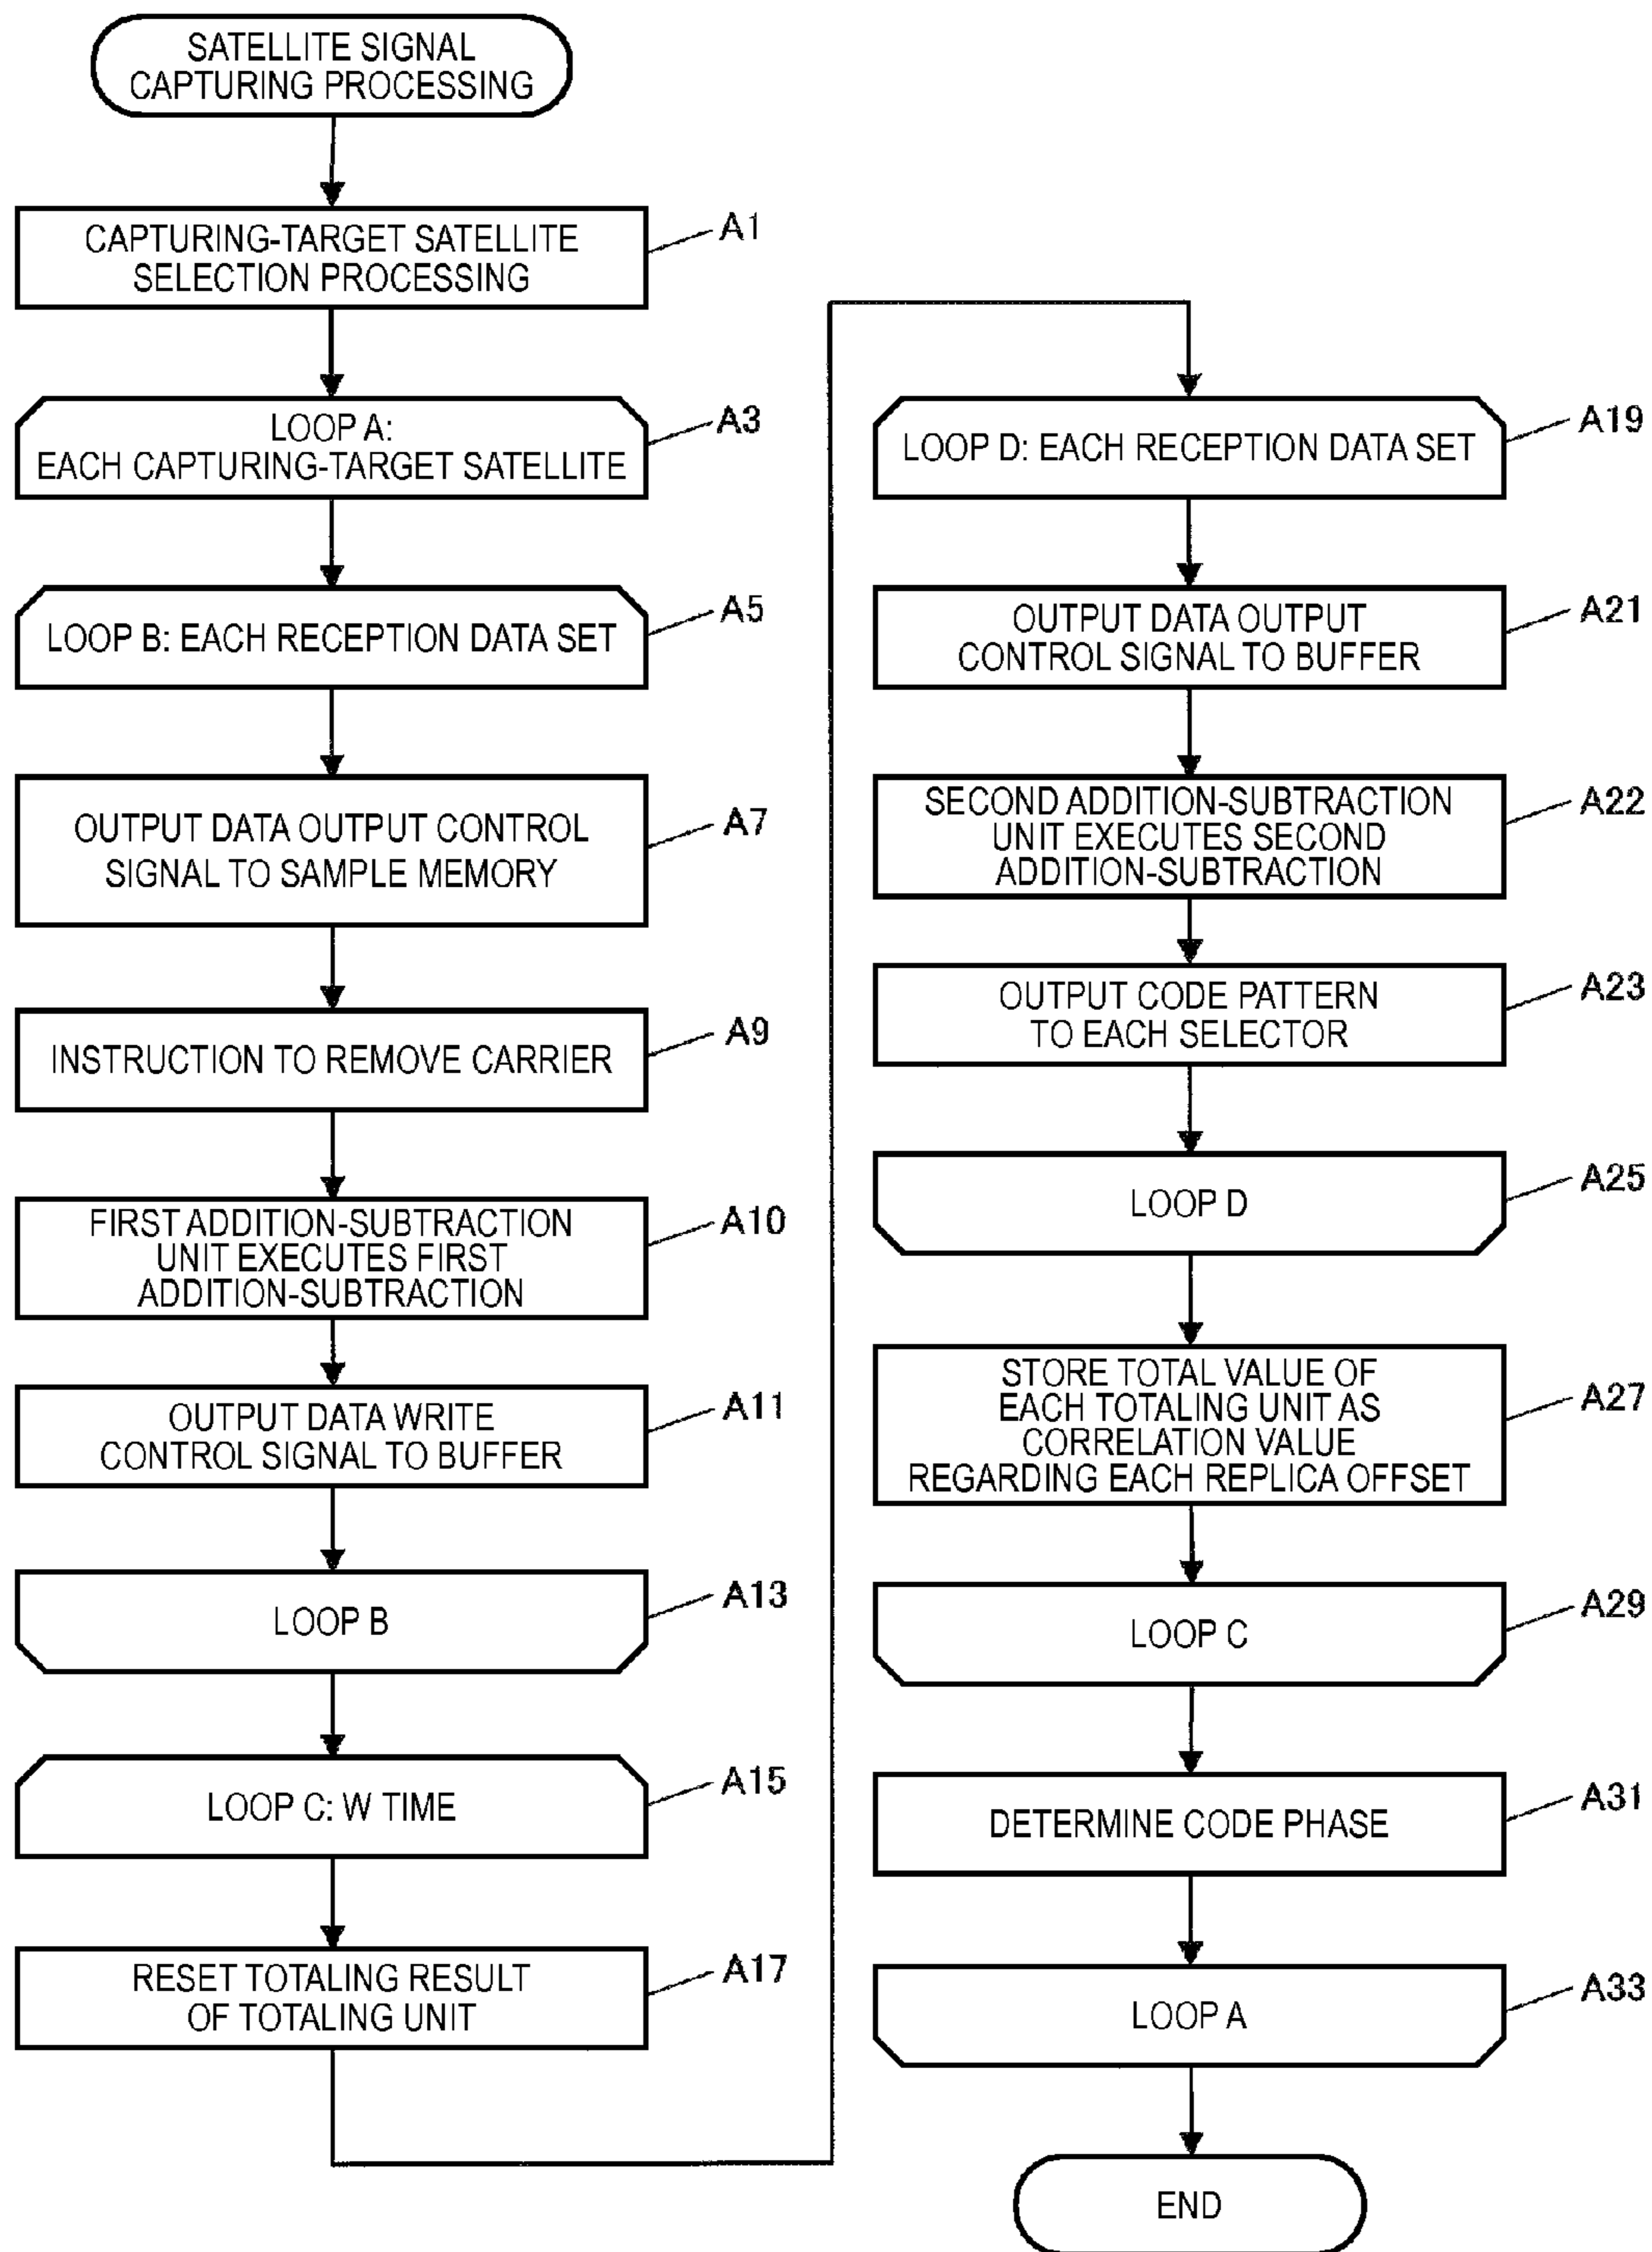 SATELLITE SIGNAL
CAPTURING PROCESSING
CAPTURING-TARGET SATELLITE
SELECTION PROCESSING
A1
LOOP A:
EACH CAPTURING-TARGET SATELLITE
A3
LOOP B: EACH RECEPTION DATA SET
A5
OUTPUT DATA OUTPUT CONTROL
SIGNAL TO SAMPLE MEMORY
A7
INSTRUCTION TO REMOVE CARRIER
A9
FIRST ADDITION-SUBTRACTION
UNIT EXECUTES FIRST
ADDITION-SUBTRACTION
A10
OUTPUT DATA WRITE
CONTROL SIGNAL TO BUFFER
A11
LOOP B
A13
LOOP C: W TIME
A15
RESET TOTALING RESULT
OF TOTALING UNIT
A17
LOOP D: EACH RECEPTION DATA SET
A19
OUTPUT DATA OUTPUT
CONTROL SIGNAL TO BUFFER
A21
SECOND ADDITION-SUBTRACTION
UNIT EXECUTES SECOND
ADDITION-SUBTRACTION
A22
OUTPUT CODE PATTERN
TO EACH SELECTOR
A23
LOOP D
A25
STORE TOTAL VALUE OF
EACH TOTALING UNIT AS
CORRELATION VALUE
REGARDING EACH REPLICA OFFSET
A27
LOOP C
A29
DETERMINE CODE PHASE
A31
LOOP A
A33
END